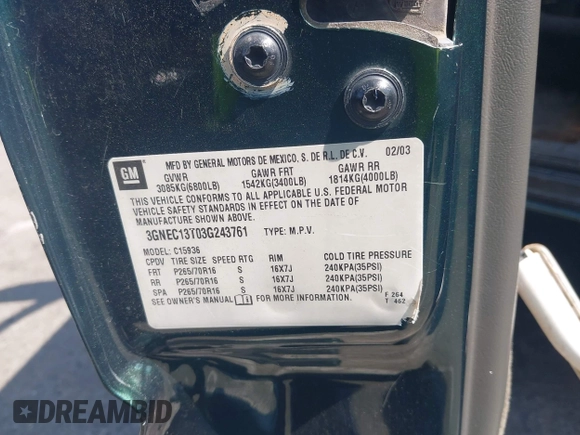 GM
MFD BY GENERAL MOTORS DE MEXICO, S. DE R.L. DE C.V. 02/03
GVWR GAWR FRT GAWR RR
3085KG(6800LB) 1542KG(3400LB) 1814KG(4000LB)
THIS VEHICLE CONFORMS TO ALL APPLICABLE U.S. FEDERAL MOTOR
VEHICLE SAFETY STANDARDS IN EFFECT ON THE DATE OF
MANUFACTURE SHOWN ABOVE.
3GNEC13T03G243761 TYPE: M.P.V.
MODEL: C15936
CPDV TIRE SIZE SPEED RTG RIM COLD TIRE PRESSURE
FRT P265/70R16 S 16X7J 240KPA(35PSI)
RR P265/70R16 S 16X7J 240KPA(35PSI)
SPA P265/70R16 S 16X7J 240KPA(35PSI)
SEE OWNER'S MANUAL FOR MORE INFORMATION.
F 264
T 462
DREAMBID